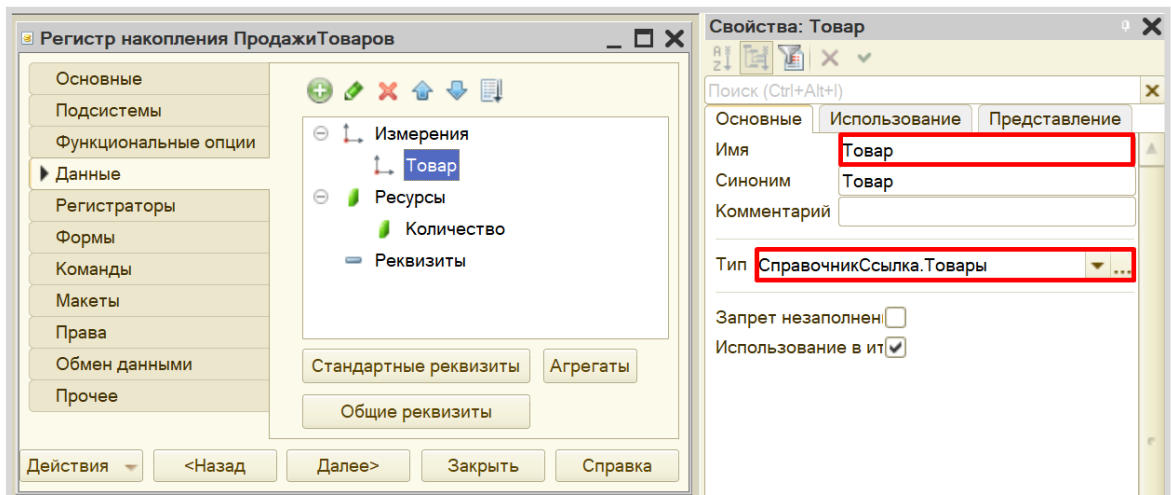 Регистр накопления ПродажиТоваров
Основные
Подсистемы
Функциональные опции
Данные
Регистраторы
Формы
Команды
Макеты
Права
Обмен данными
Прочее
Измерения
Товар
Ресурсы
Количество
Реквизиты
Стандартные реквизиты
Агрегаты
Общие реквизиты
Действия
<Назад
Далее>
Закрыть
Справка
Свойства: Товар
Поиск (Ctrl+Alt+I)
Основные
Использование
Представление
Имя
Товар
Синоним
Товар
Комментарий
Тип
СправочникСсылка.Товары
...
Запрет незаполнен
Использование в ит